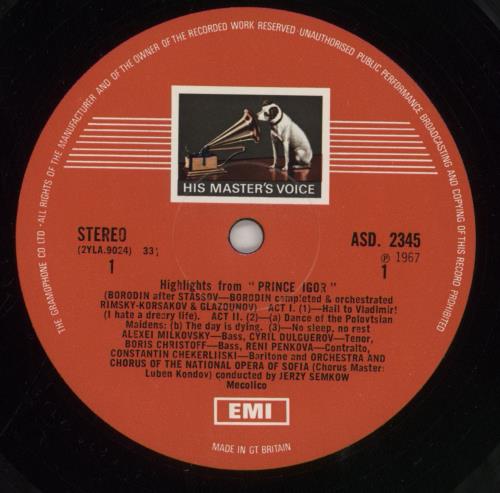 THE GRAMOPHONE CO LTD · ALL RIGHTS OF THE MANUFACTURER AND OF THE OWNER OF THE RECORDED WORK RESERVED · UNAUTHORISED PUBLIC PERFORMANCE BROADCASTING AND COPYING OF THIS RECORD PROHIBITED
HIS MASTER'S VOICE
STEREO
(2YLA.9024) 33⅓
1
ASD. 2345
℗ 1967
1
Highlights from "PRINCE IGOR"
(BORODIN after STASSOV—BORODIN completed & orchestrated
RIMSKY-KORSAKOV & GLAZOUNOV) ACT I. (1)—Hail to Vladimir!
(I hate a dreary life). ACT II. (2)—(a) Dance of the Polovtsian
Maidens: (b) The day is dying. (3)—No sleep, no rest
ALEXEI MILKOVSKY—Bass, CYRIL DULGUEROV—Tenor,
BORIS CHRISTOFF—Bass, RENI PENKOVA—Contralto,
CONSTANTIN CHEKERLIISKI—Baritone and ORCHESTRA AND
CHORUS OF THE NATIONAL OPERA OF SOFIA (Chorus Master:
Luben Kondov) conducted by JERZY SEMKOW
Mecolico
EMI
MADE IN GT BRITAIN